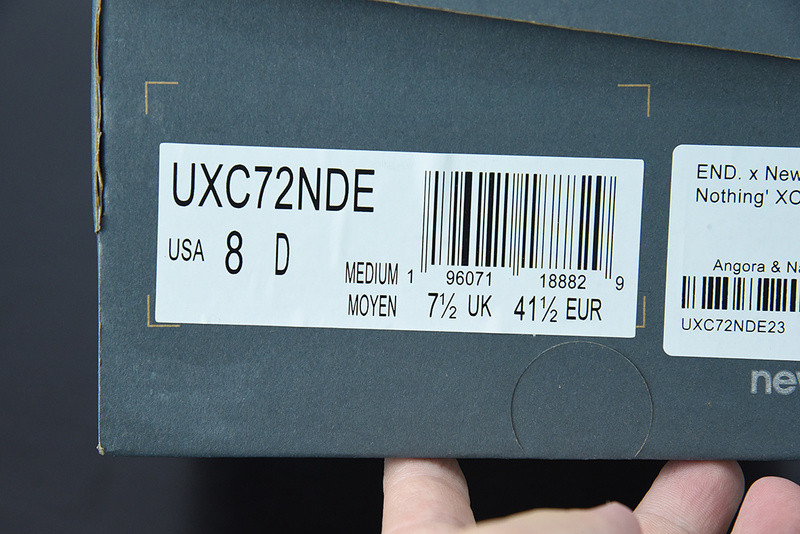 UXC72NDE
USA 8 D
MEDIUM 1 96071 18882 9
MOYEN 7½ UK 41½ EUR
END. x New
Nothing' XC
Angora & Na
UXC72NDE23
new